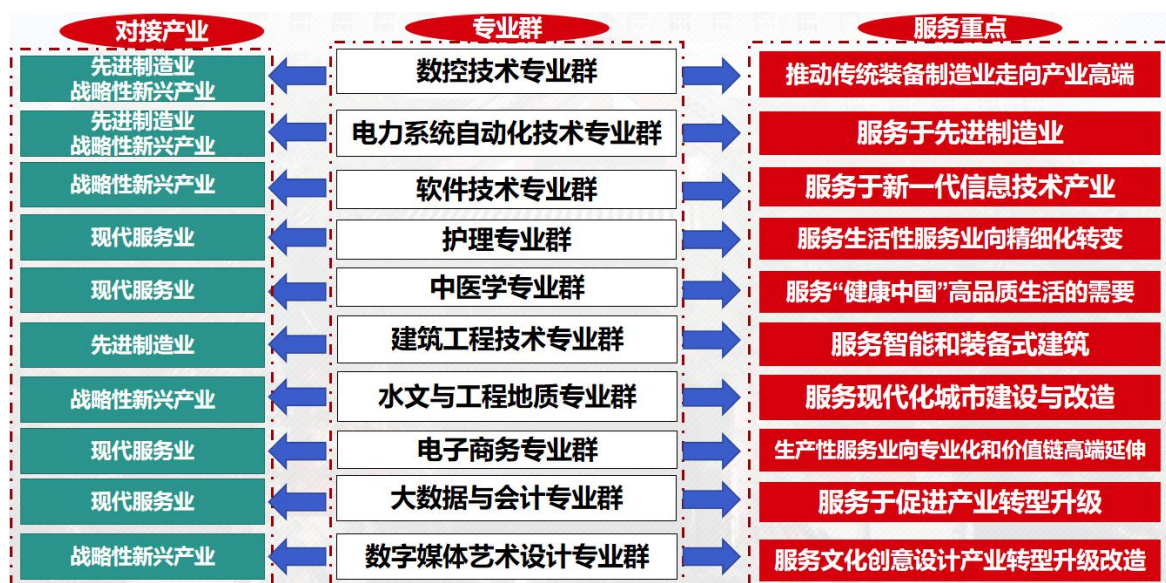 对接产业 专业群 服务重点
先进制造业
战略性新兴产业
数控技术专业群
推动传统装备制造业走向产业高端
先进制造业
战略性新兴产业
电力系统自动化技术专业群
服务于先进制造业
战略性新兴产业
软件技术专业群
服务于新一代信息技术产业
现代服务业
护理专业群
服务生活性服务业向精细化转变
现代服务业
中医学专业群
服务“健康中国”高品质生活的需要
先进制造业
建筑工程技术专业群
服务智能和装备式建筑
战略性新兴产业
水文与工程地质专业群
服务现代化城市建设与改造
现代服务业
电子商务专业群
生产性服务业向专业化和价值链高端延伸
现代服务业
大数据与会计专业群
服务于促进产业转型升级
战略性新兴产业
数字媒体艺术设计专业群
服务文化创意设计产业转型升级改造